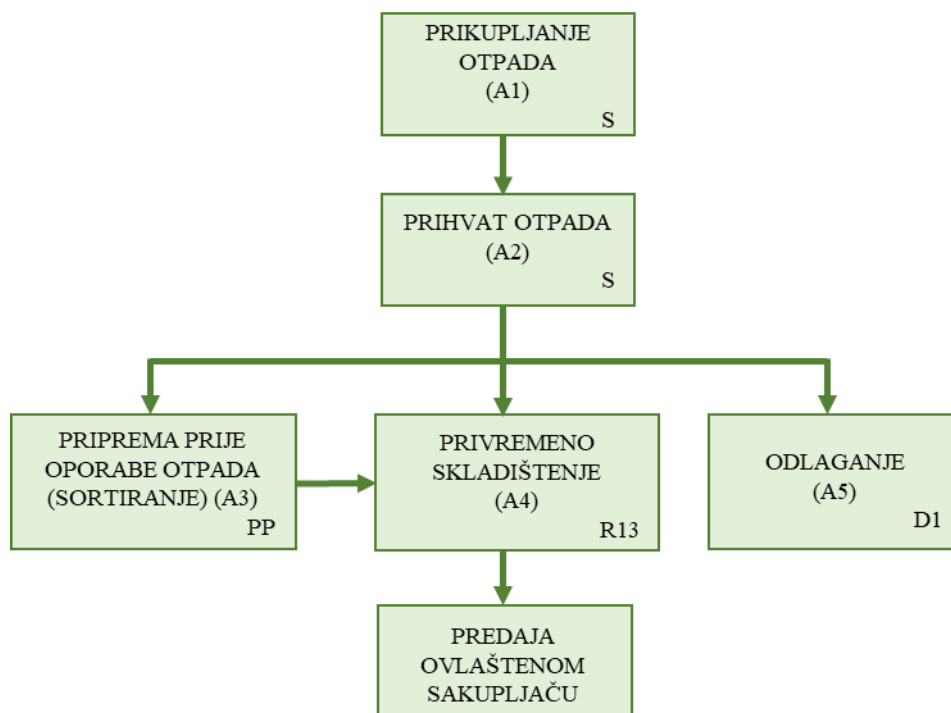 PRIKUPLJANJE
OTPADA
(A1)
S
PRIHVAT OTPADA
(A2)
S
PRIPREMA PRIJE
OPORABE OTPADA
(SORTIRANJE) (A3)
PP
PRIVREMENO
SKLADIŠTENJE
(A4)
R13
ODLAGANJE
(A5)
D1
PREDAJA
OVLAŠTENOM
SAKUPLJAČU